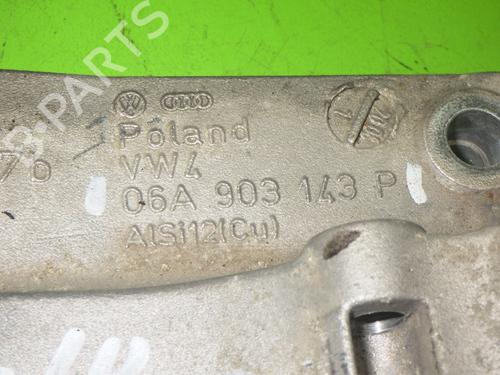 B-PARTS
Poland
VW4
06A 903 143 P
AlSi12(Cu)